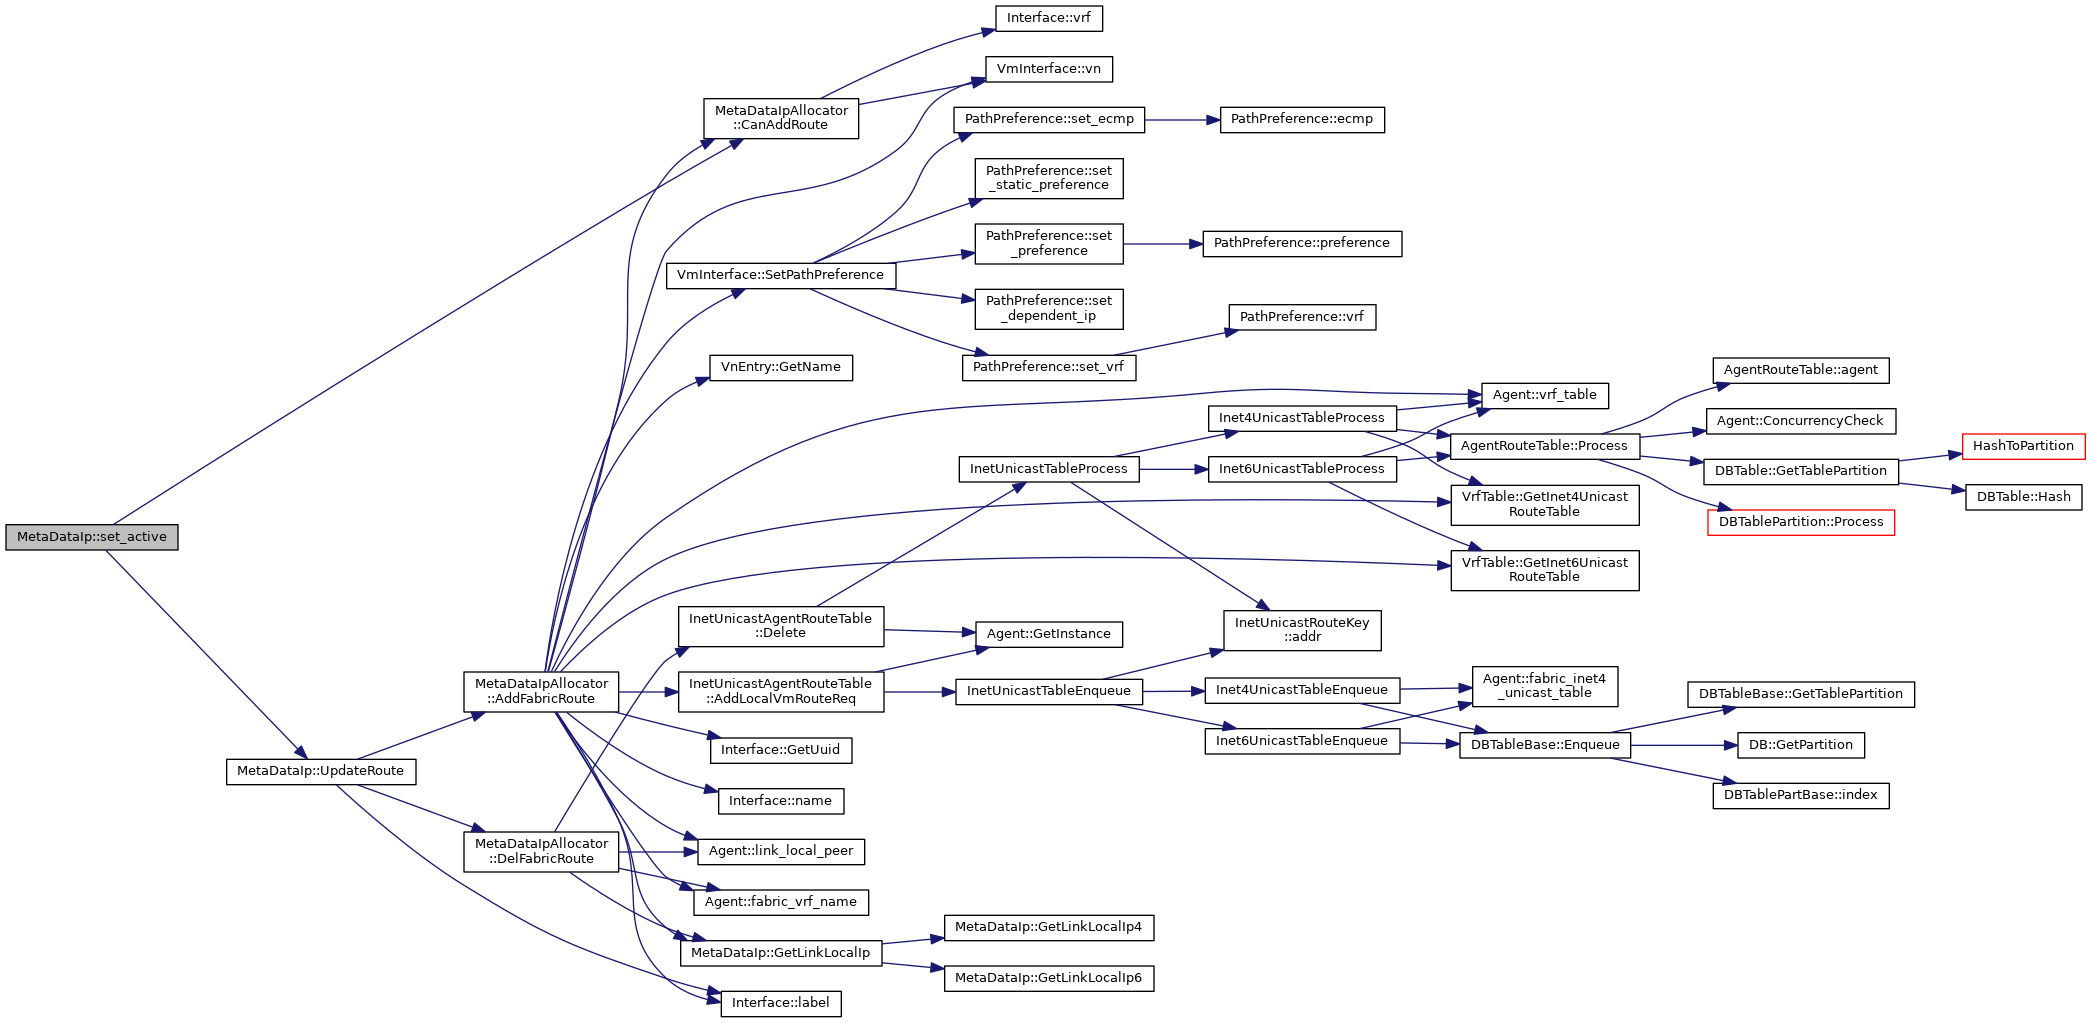 MetaDataIp::set_active
MetaDataIpAllocator
::CanAddRoute
Interface::vrf
VmInterface::vn
MetaDataIp::UpdateRoute
MetaDataIpAllocator
::AddFabricRoute
VmInterface::SetPathPreference
PathPreference::set_ecmp
PathPreference::ecmp
PathPreference::set
_static_preference
PathPreference::set
_preference
PathPreference::preference
PathPreference::set
_dependent_ip
PathPreference::set_vrf
PathPreference::vrf
VnEntry::GetName
Agent::vrf_table
VrfTable::GetInet4Unicast
RouteTable
VrfTable::GetInet6Unicast
RouteTable
InetUnicastAgentRouteTable
::AddLocalVmRouteReq
Agent::GetInstance
InetUnicastTableEnqueue
InetUnicastRouteKey
::addr
Inet4UnicastTableEnqueue
Inet6UnicastTableEnqueue
Agent::fabric_inet4
_unicast_table
DBTableBase::Enqueue
DBTableBase::GetTablePartition
DB::GetPartition
DBTablePartBase::index
Interface::GetUuid
Interface::name
Agent::link_local_peer
Agent::fabric_vrf_name
MetaDataIp::GetLinkLocalIp
MetaDataIp::GetLinkLocalIp4
MetaDataIp::GetLinkLocalIp6
Interface::label
MetaDataIpAllocator
::DelFabricRoute
InetUnicastAgentRouteTable
::Delete
InetUnicastTableProcess
Inet4UnicastTableProcess
Inet6UnicastTableProcess
AgentRouteTable::Process
AgentRouteTable::agent
Agent::ConcurrencyCheck
DBTable::GetTablePartition
HashToPartition
DBTable::Hash
DBTablePartition::Process